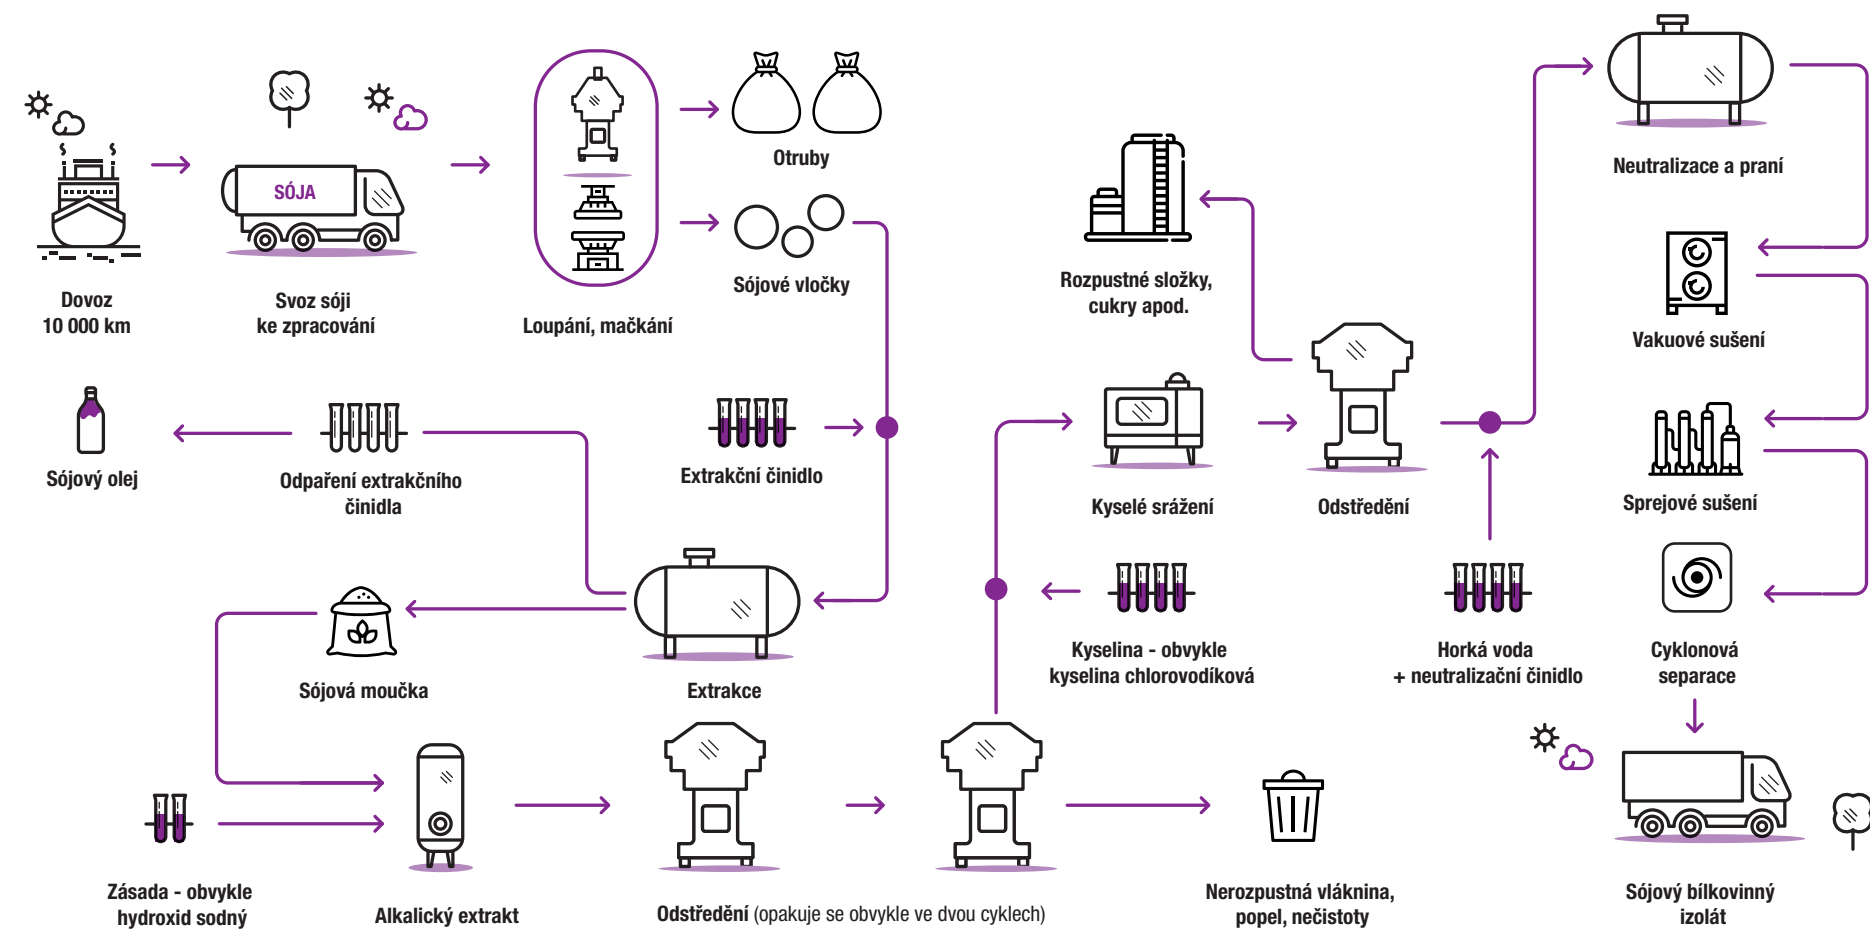 SÓJA
Dovoz
10 000 km
Svoz sóji
ke zpracování
Loupání, mačkání
Otruby
Sójové vločky
Rozpustné složky,
cukry apod.
Neutralizace a praní
Vakuové sušení
Sójový olej
Odpaření extrakčního
činidla
Extrakční činidlo
Kyselé srážení
Odstředění
Sprejové sušení
Sójová moučka
Extrakce
Kyselina - obvykle
kyselina chlorovodíková
Horká voda
+ neutralizační činidlo
Cyklonová
separace
Zásada - obvykle
hydroxid sodný
Alkalický extrakt
Odstředění (opakuje se obvykle ve dvou cyklech)
Nerozpustná vláknina,
popel, nečistoty
Sójový bílkovinný
izolát